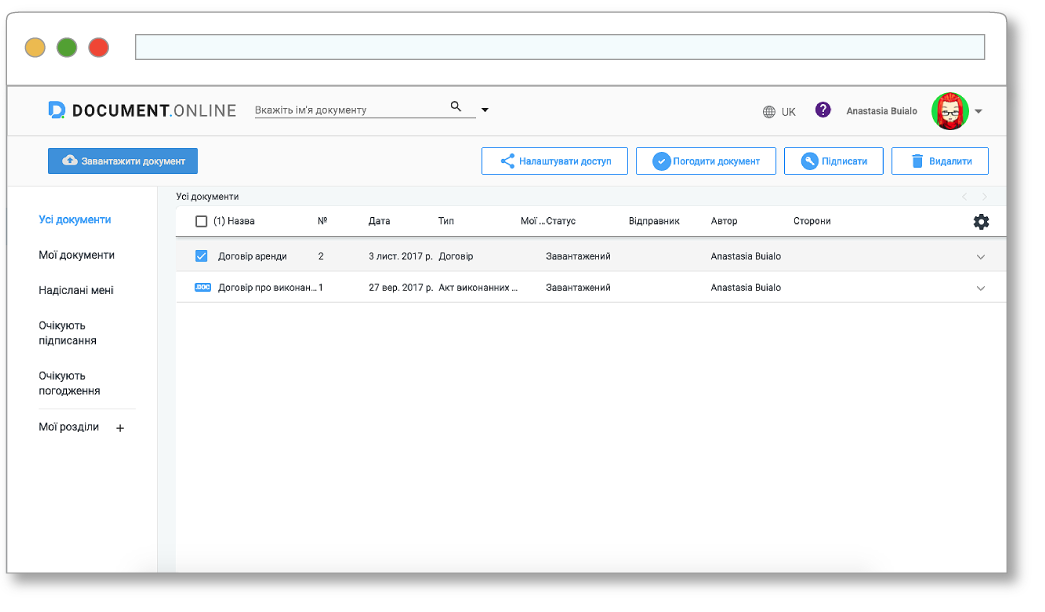 DOCUMENT.ONLINE
Вкажіть ім'я документу
UK
?
Anastasia Buialo
Завантажити документ
Налаштувати доступ
Погодити документ
Підписати
Видалити
Усі документи
Мої документи
Надіслані мені
Очікують
підписання
Очікують
погодження
Мої розділи +
Усі документи
(1) Назва № Дата Тип Мої ... Статус Відправник Автор Сторони
Договір аренди 2 3 лист. 2017 р. Договір Завантажений Anastasia Buialo
.DOC Договір про виконан... 1 27 вер. 2017 р. Акт виконанних ... Завантажений Anastasia Buialo